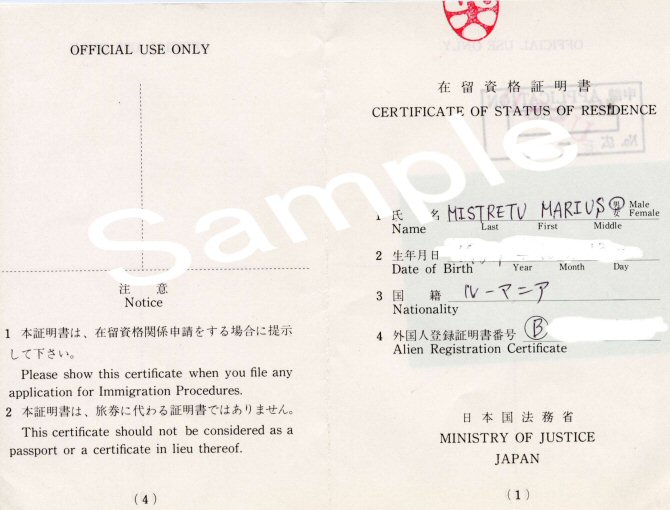 OFFICIAL USE ONLY
注 意
Notice
1 本証明書は、在留資格関係申請をする場合に提示
して下さい。
Please show this certificate when you file any
application for Immigration Procedures.
2 本証明書は、旅券に代わる証明書ではありません。
This certificate should not be considered as a
passport or a certificate in lieu thereof.
(4)
在留資格証明書
CERTIFICATE OF STATUS OF RESIDENCE
1 氏 名 MISTRETU MARIUS 男 Male
女 Female
Name Last First Middle
2 生年月日
Date of Birth Year Month Day
3 国 籍 ルーマニア
Nationality
4 外国人登録証明書番号 B
Alien Registration Certificate
日本国法務省
MINISTRY OF JUSTICE
JAPAN
(1)
Sample